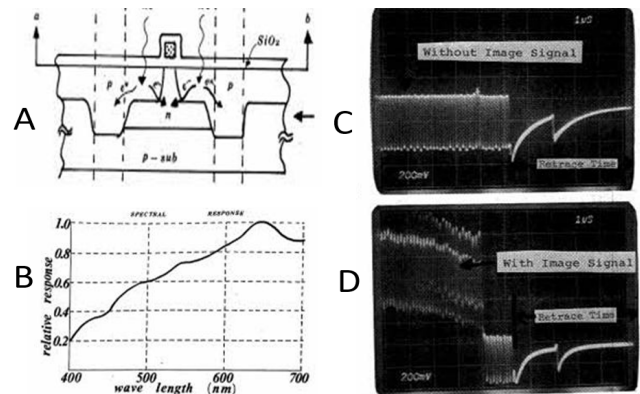 a
b
SiO₂
A
p
e⁻
e⁻
p
n
p-sub
B
SPECTRAL RESPONSE
1.0
0.8
0.6
0.4
0.2
relative response
400
500
600
700
wave length (nm)
C
1us
Without Image Signal
Retrace Time
200mV
D
1us
With Image Signal
Retrace Time
200mV